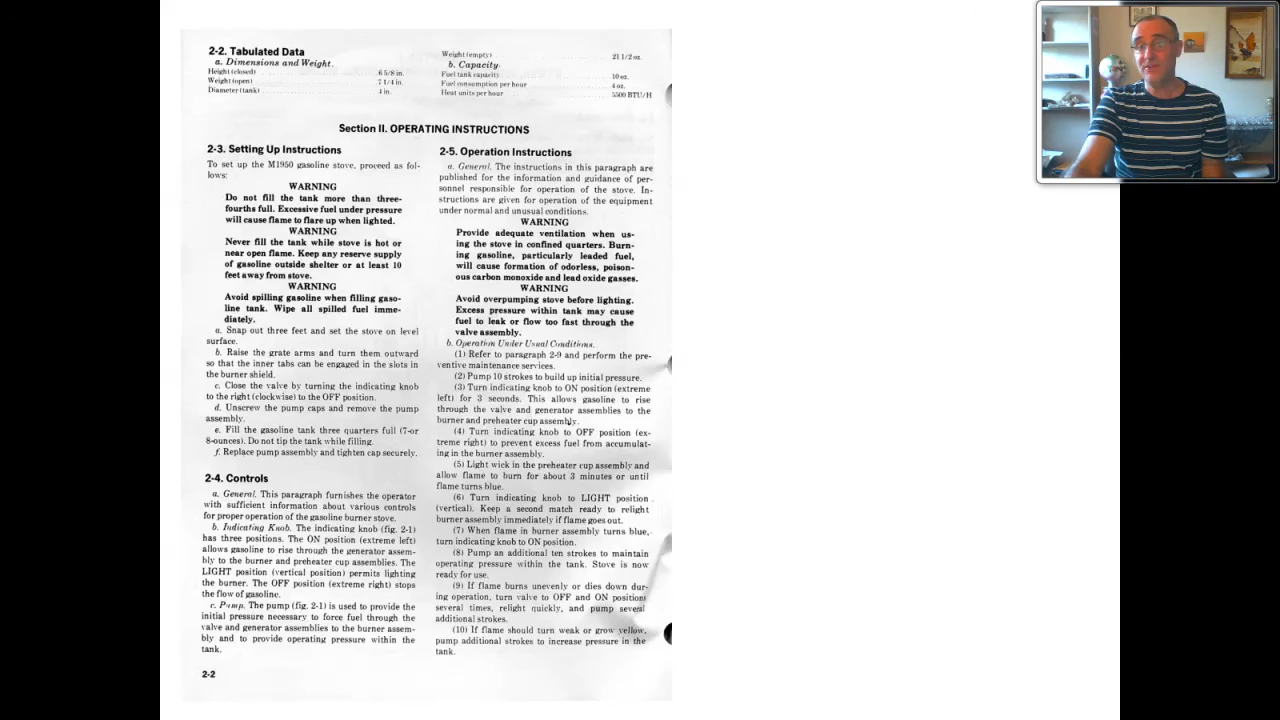 2-2. Tabulated Data
a. Dimensions and Weight.
Height (closed) 6 5/8 in.
Weight (open) 7 1/4 in.
Diameter (tank) 4 in.
Weight (empty) 21 1/2 oz.
b. Capacity.
Fuel tank capacity 10 oz.
Fuel consumption per hour 4 oz.
Heat units per hour 5500 BTU/H
Section II. OPERATING INSTRUCTIONS
2-3. Setting Up Instructions
To set up the M1950 gasoline stove, proceed as fol-
lows:
WARNING
Do not fill the tank more than three-
fourths full. Excessive fuel under pressure
will cause flame to flare up when lighted.
WARNING
Never fill the tank while stove is hot or
near open flame. Keep any reserve supply
of gasoline outside shelter or at least 10
feet away from stove.
WARNING
Avoid spilling gasoline when filling gaso-
line tank. Wipe all spilled fuel imme-
diately.
a. Snap out three feet and set the stove on level
surface.
b. Raise the grate arms and turn them outward
so that the inner tabs can be engaged in the slots in
the burner shield.
c. Close the valve by turning the indicating knob
to the right (clockwise) to the OFF position.
d. Unscrew the pump caps and remove the pump
assembly.
e. Fill the gasoline tank three quarters full (7-or
8-ounces). Do not tip the tank while filling.
f. Replace pump assembly and tighten cap securely.
2-4. Controls
a. General. This paragraph furnishes the operator
with sufficient information about various controls
for proper operation of the gasoline burner stove.
b. Indicating Knob. The indicating knob (fig. 2-1)
has three positions. The ON position (extreme left)
allows gasoline to rise through the generator assem-
bly to the burner and preheater cup assemblies. The
LIGHT position (vertical position) permits lighting
the burner. The OFF position (extreme right) stops
the flow of gasoline.
c. Pump. The pump (fig. 2-1) is used to provide the
initial pressure necessary to force fuel through the
valve and generator assemblies to the burner assem-
bly and to provide operating pressure within the
tank.
2-2
2-5. Operation Instructions
a. General. The instructions in this paragraph are
published for the information and guidance of per-
sonnel responsible for operation of the stove. In-
structions are given for operation of the equipment
under normal and unusual conditions.
WARNING
Provide adequate ventilation when us-
ing the stove in confined quarters. Burn-
ing gasoline, particularly leaded fuel,
will cause formation of odorless, poison-
ous carbon monoxide and lead oxide gasses.
WARNING
Avoid overpumping stove before lighting.
Excess pressure within tank may cause
fuel to leak or flow too fast through the
valve assembly.
b. Operation Under Usual Conditions.
(1) Refer to paragraph 2-9 and perform the pre-
ventive maintenance services.
(2) Pump 10 strokes to build up initial pressure.
(3) Turn indicating knob to ON position (extreme
left) for 3 seconds. This allows gasoline to rise
through the valve and generator assemblies to the
burner and preheater cup assembly.
(4) Turn indicating knob to OFF position (ex-
treme right) to prevent excess fuel from accumulat-
ing in the burner assembly.
(5) Light wick in the preheater cup assembly and
allow flame to burn for about 3 minutes or until
flame turns blue.
(6) Turn indicating knob to LIGHT position
(vertical). Keep a second match ready to relight
burner assembly immediately if flame goes out.
(7) When flame in burner assembly turns blue,
turn indicating knob to ON position.
(8) Pump an additional ten strokes to maintain
operating pressure within the tank. Stove is now
ready for use.
(9) If flame burns unevenly or dies down dur-
ing operation, turn valve to OFF and ON positions
several times, relight quickly, and pump several
additional strokes.
(10) If flame should turn weak or grow yellow,
pump additional strokes to increase pressure in the
tank.